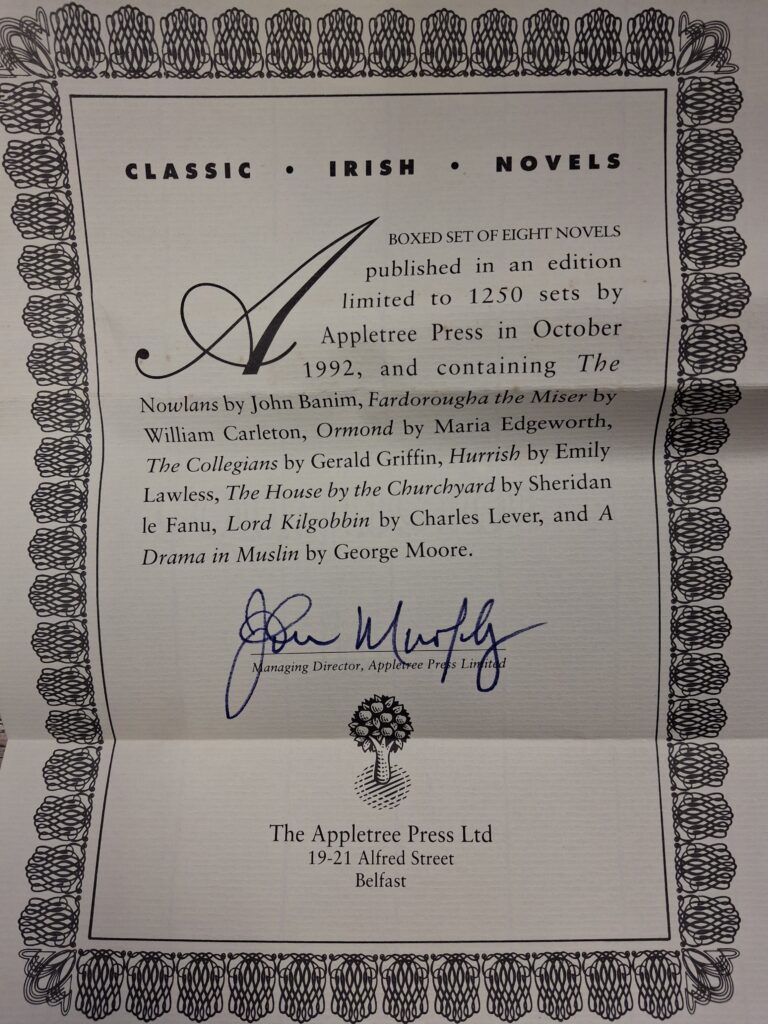 CLASSIC • IRISH • NOVELS
A BOXED SET OF EIGHT NOVELS
published in an edition
limited to 1250 sets by
Appletree Press in October
1992, and containing The
Nowlans by John Banim, Fardorougha the Miser by
William Carleton, Ormond by Maria Edgeworth,
The Collegians by Gerald Griffin, Hurrish by Emily
Lawless, The House by the Churchyard by Sheridan
le Fanu, Lord Kilgobbin by Charles Lever, and A
Drama in Muslin by George Moore.
John Murphy
Managing Director, Appletree Press Limited
The Appletree Press Ltd
19-21 Alfred Street
Belfast